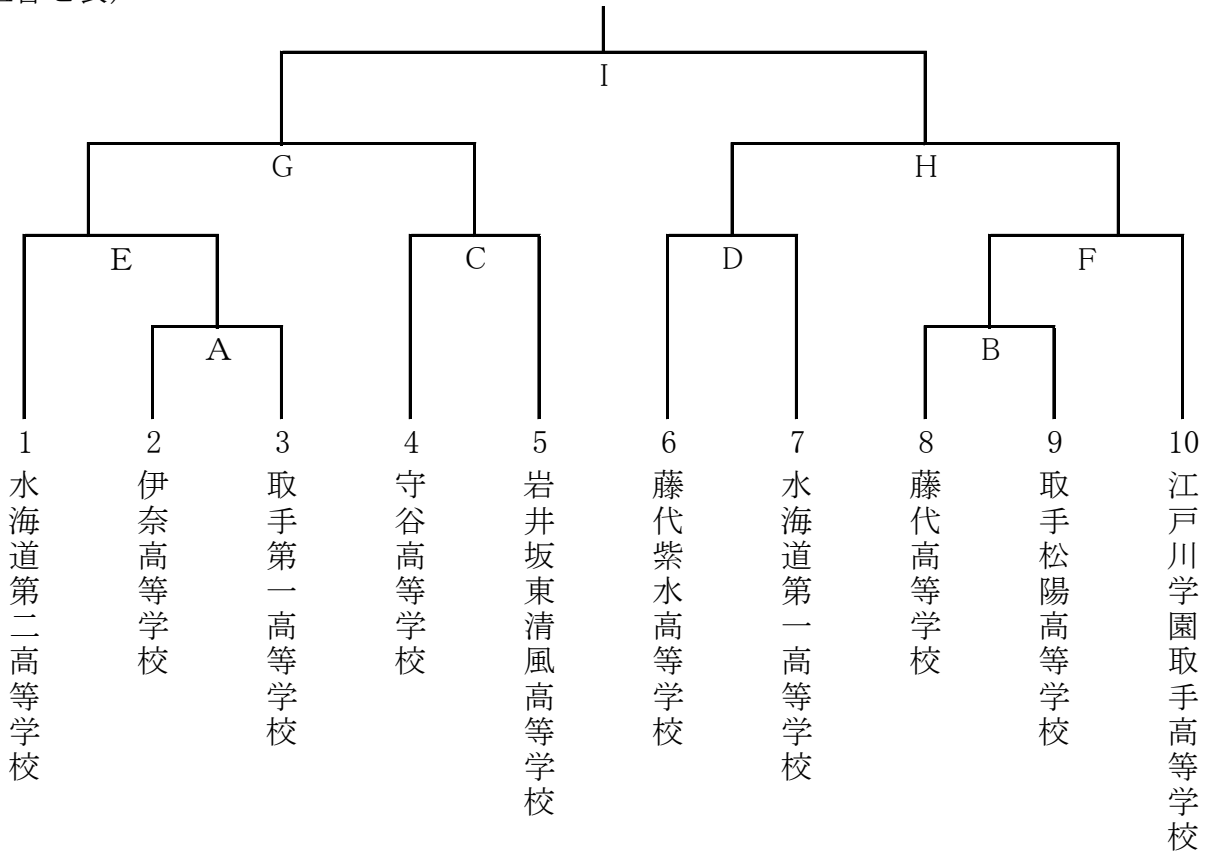 I
G
H
E
C
D
F
A
B
1
2
3
4
5
6
7
8
9
10
水海道第二高等学校
伊奈高等学校
取手第一高等学校
守谷高等学校
岩井坂東清風高等学校
藤代紫水高等学校
水海道第一高等学校
藤代高等学校
取手松陽高等学校
江戸川学園取手高等学校